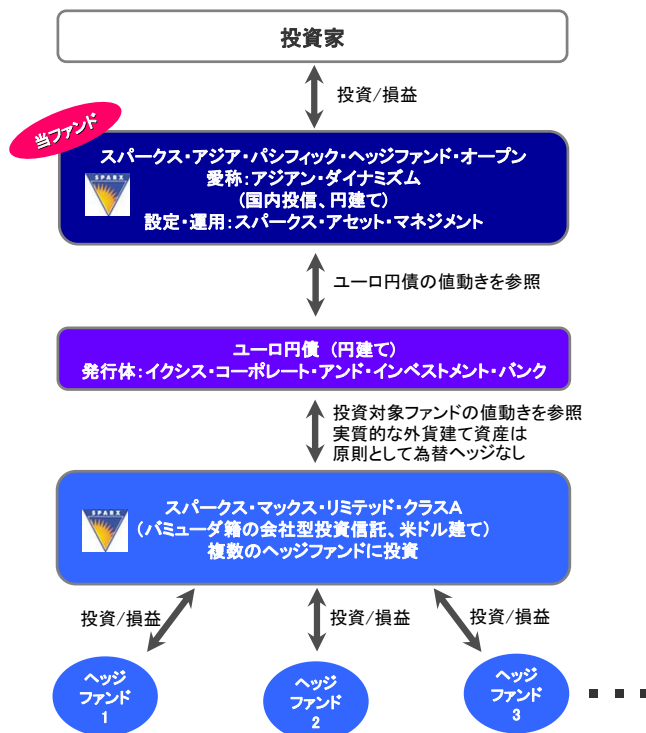 投資家
投資/損益
当ファンド
スパークス・アジア・パシフィック・ヘッジファンド・オープン
愛称:アジアン・ダイナミズム
(国内投信、円建て)
設定・運用:スパークス・アセット・マネジメント
SPARX
ユーロ円債の値動きを参照
ユーロ円債 (円建て)
発行体:イクシス・コーポレート・アンド・インベストメント・バンク
投資対象ファンドの値動きを参照
実質的な外貨建て資産は
原則として為替ヘッジなし
スパークス・マックス・リミテッド・クラスA
(バミューダ籍の会社型投資信託、米ドル建て)
複数のヘッジファンドに投資
SPARX
投資/損益
投資/損益
投資/損益
ヘッジ
ファンド
1
ヘッジ
ファンド
2
ヘッジ
ファンド
3